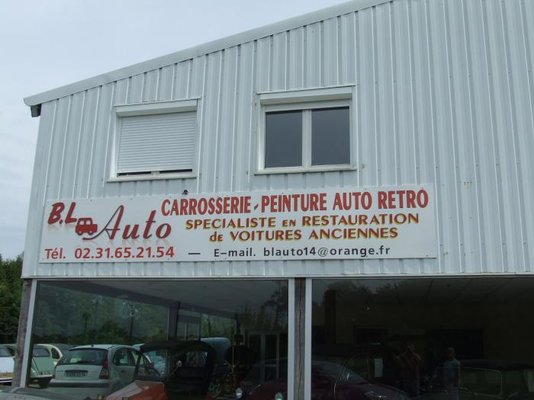 B.L Auto
CARROSSERIE - PEINTURE AUTO RETRO
SPECIALISTE en RESTAURATION
de VOITURES ANCIENNES
Tél. 02.31.65.21.54 — E-mail. blauto14@orange.fr